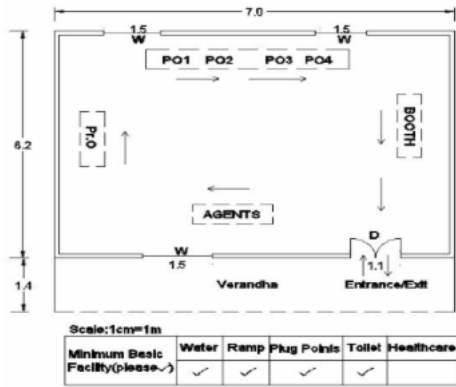 7.0
1.5 1.5
W W
PO1 PO2 PO3 PO4
6.2
Pr.O
BOOTH
AGENTS
D
W
1.5 1.1
1.4
Verandha Entrance/Exit
Scale:1cm=1m
Minimum Basic Facility(please✓) Water Ramp Plug Points Toilet Healthcare
✓ ✓ ✓ ✓